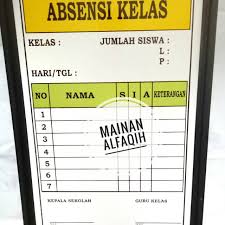 ABSENSI KELAS
KELAS : JUMLAH SISWA :
L :
P :
HARI/TGL :
NO NAMA S I A KETERANGAN
1
2
3
4
5
6
7
MAINAN
ALFAQIH
KEPALA SEKOLAH GURU KELAS